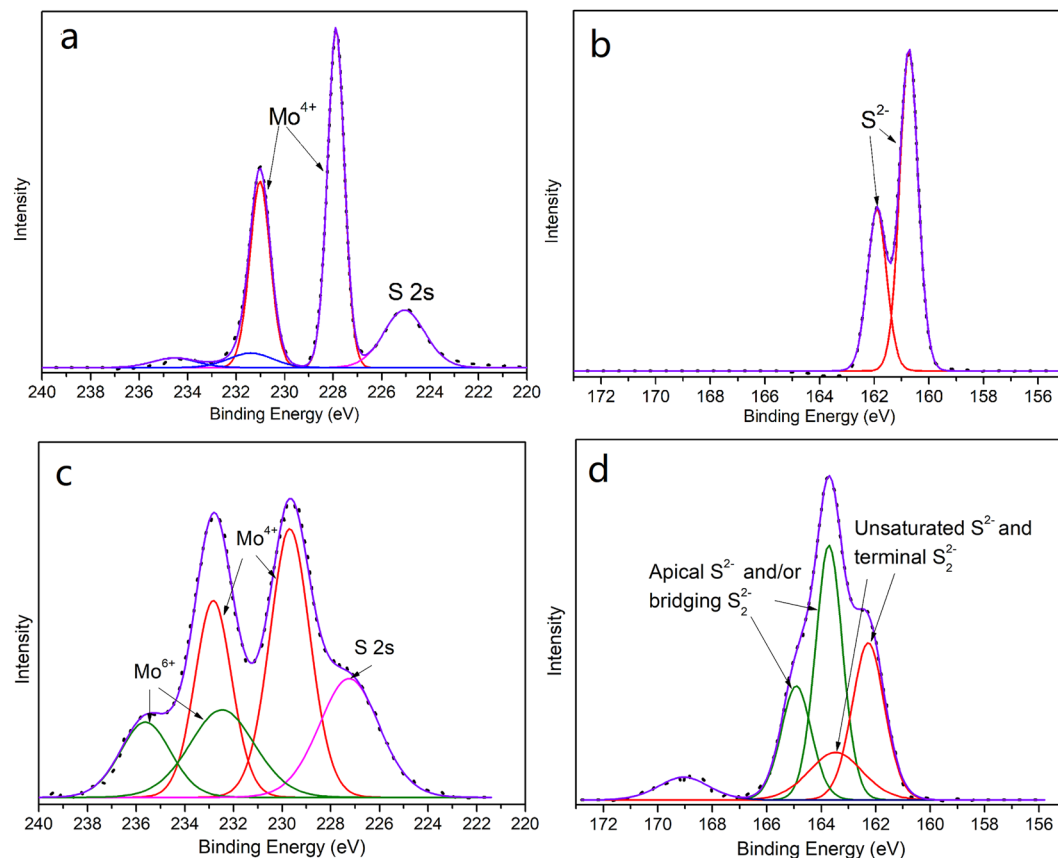 a
Mo⁴⁺
S 2s
Intensity
240 238 236 234 232 230 228 226 224 222 220
Binding Energy (eV)
b
S²⁻
Intensity
172 170 168 166 164 162 160 158 156
Binding Energy (eV)
c
Mo⁴⁺
Mo⁶⁺
S 2s
Intensity
240 238 236 234 232 230 228 226 224 222 220
Binding Energy (eV)
d
Unsaturated S²⁻ and
terminal S₂²⁻
Apical S²⁻ and/or
bridging S₂²⁻
Intensity
172 170 168 166 164 162 160 158 156
Binding Energy (eV)